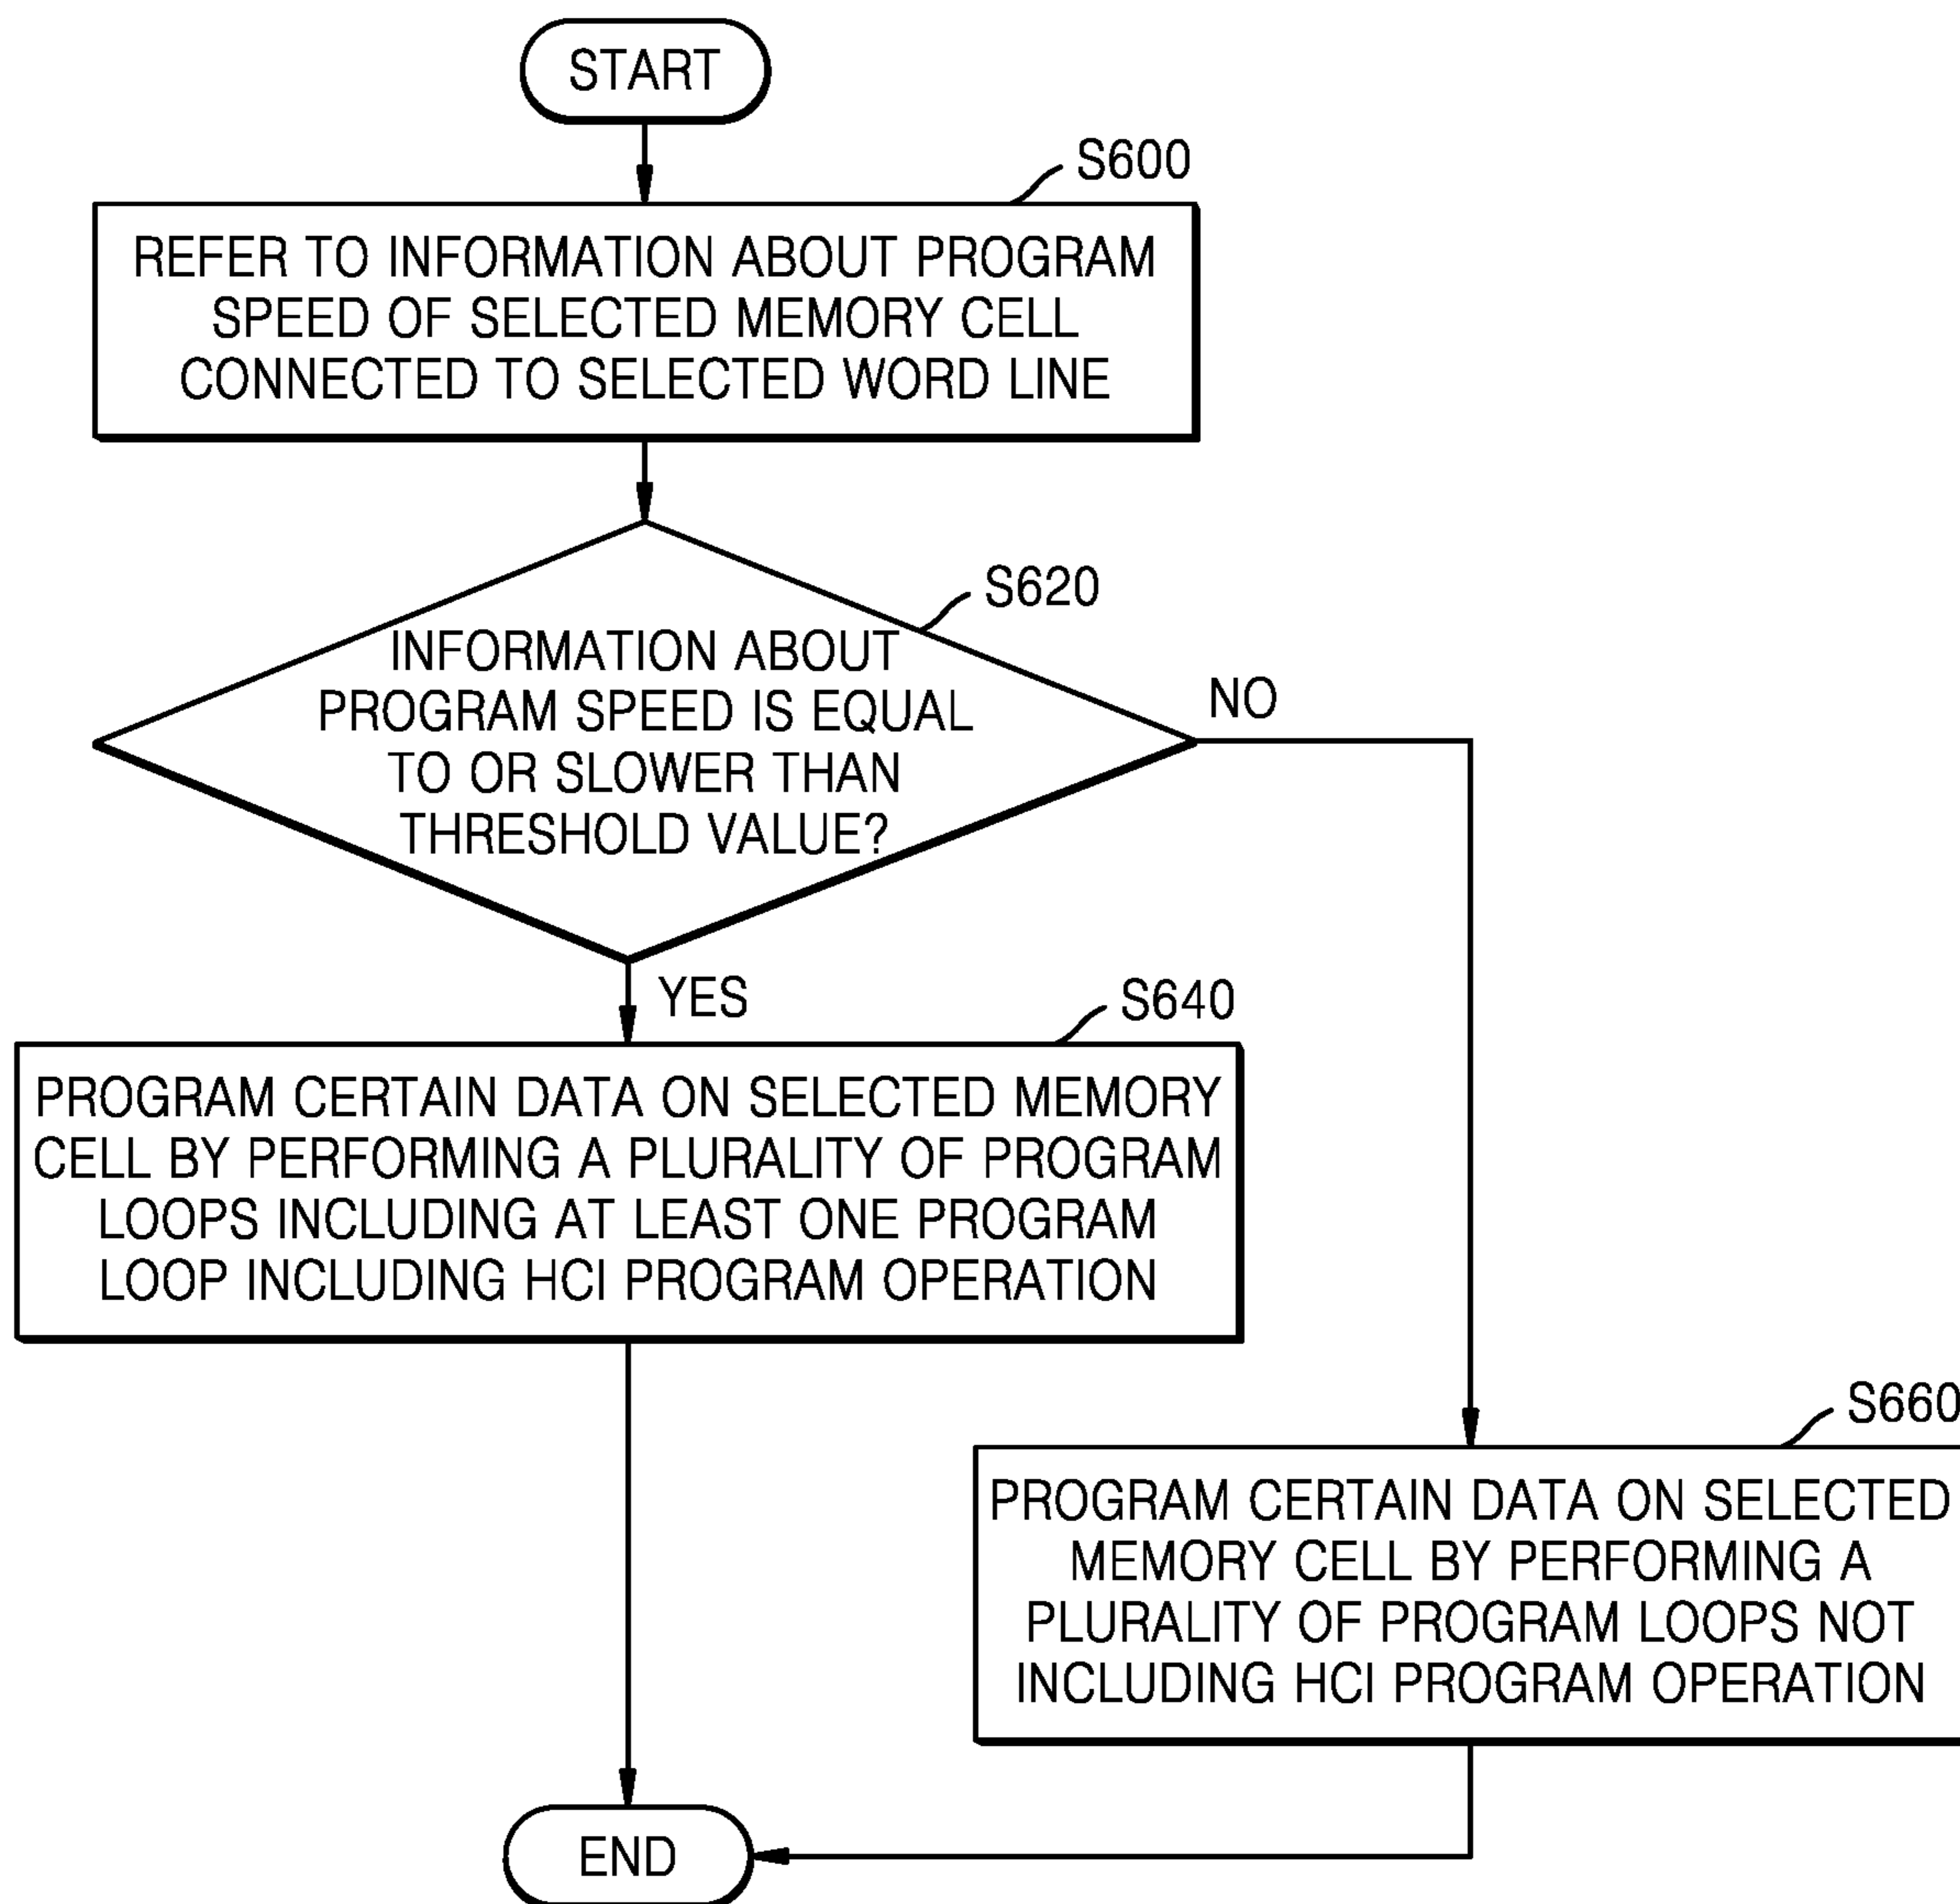 START
S600
REFER TO INFORMATION ABOUT PROGRAM
SPEED OF SELECTED MEMORY CELL
CONNECTED TO SELECTED WORD LINE
S620
INFORMATION ABOUT
PROGRAM SPEED IS EQUAL
TO OR SLOWER THAN
THRESHOLD VALUE?
NO
YES
S640
PROGRAM CERTAIN DATA ON SELECTED MEMORY
CELL BY PERFORMING A PLURALITY OF PROGRAM
LOOPS INCLUDING AT LEAST ONE PROGRAM
LOOP INCLUDING HCI PROGRAM OPERATION
S660
PROGRAM CERTAIN DATA ON SELECTED
MEMORY CELL BY PERFORMING A
PLURALITY OF PROGRAM LOOPS NOT
INCLUDING HCI PROGRAM OPERATION
END